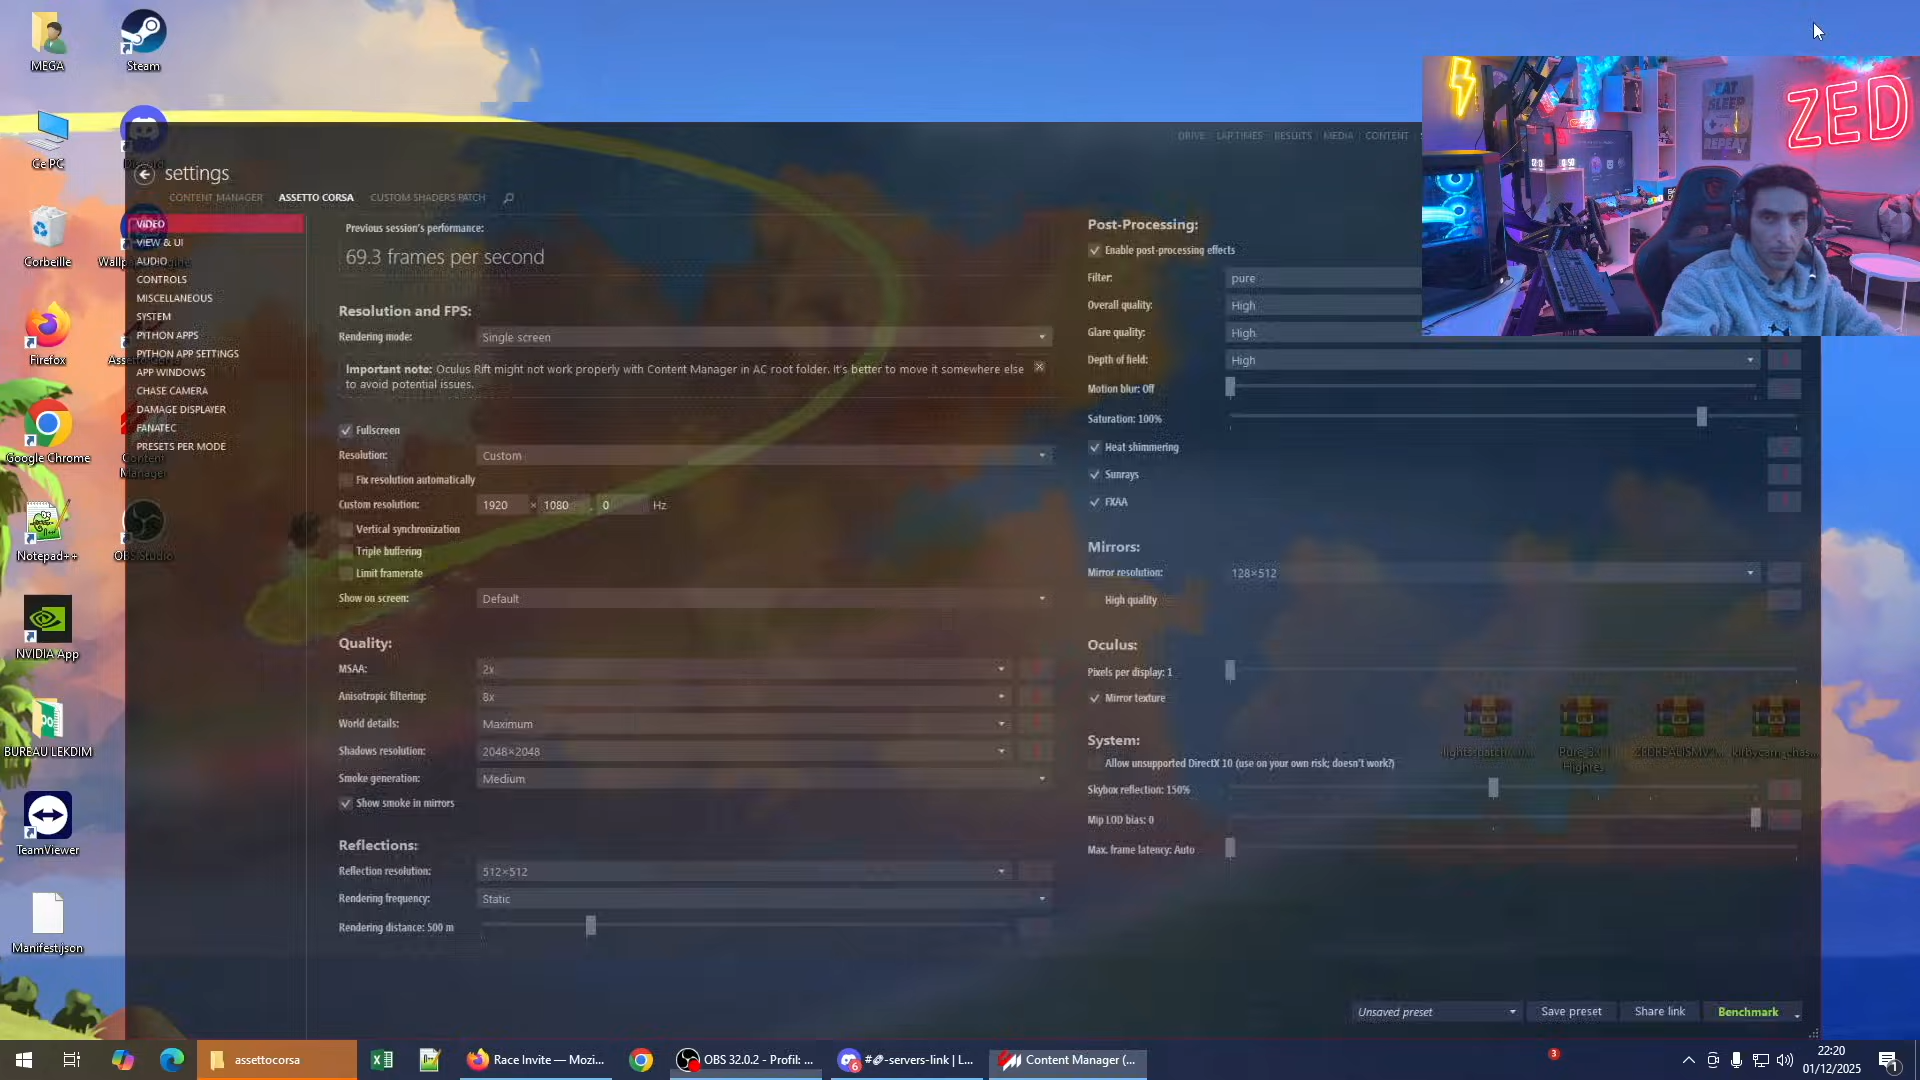 MEGA
Steam
Ce PC
Corbeille
Firefox
Google Chrome
Notepad++
OBS Studio
NVIDIA App
BUREAU LEKDIM
TeamViewer
Manifest.json
DRIVE LAP TIMES RESULTS MEDIA CONTENT
settings
CONTENT MANAGER ASSETTO CORSA CUSTOM SHADERS PATCH
VIDEO
VIEW & UI
AUDIO
CONTROLS
MISCELLANEOUS
SYSTEM
PYTHON APPS
PYTHON APP SETTINGS
APP WINDOWS
CHASE CAMERA
DAMAGE DISPLAYER
FANATEC
PRESETS PER MODE
Content
Manager
Previous session's performance:
69.3 frames per second
Resolution and FPS:
Rendering mode: Single screen
Important note: Oculus Rift might not work properly with Content Manager in AC root folder. It's better to move it somewhere else
to avoid potential issues.
Fullscreen
Resolution: Custom
Fix resolution automatically
Custom resolution: 1920 × 1080 , 0 Hz
Vertical synchronization
Triple buffering
Limit framerate
Show on screen: Default
Quality:
MSAA: 2x
Anisotropic filtering: 8x
World details: Maximum
Shadows resolution: 2048×2048
Smoke generation: Medium
Show smoke in mirrors
Reflections:
Reflection resolution: 512×512
Rendering frequency: Static
Rendering distance: 500 m
Post-Processing:
Enable post-processing effects
Filter: pure
Overall quality: High
Glare quality: High
Depth of field: High
Motion blur: Off
Saturation: 100%
Heat shimmering
Sunrays
FXAA
Mirrors:
Mirror resolution: 128×512
High quality
Oculus:
Pixels per display: 1
Mirror texture
System:
Allow unsupported DirectX 10 (use on your own risk; doesn't work?)
Skybox reflection: 150%
Mip LOD bias: 0
Max. frame latency: Auto
Unsaved preset Save preset Share link Benchmark
EAT
SLEEP
REPEAT
ZED
assettocorsa
Race Invite — Mozi...
OBS 32.0.2 - Profil: ...
6
-servers-link | L...
Content Manager (...
3
22:20
01/12/2025
1